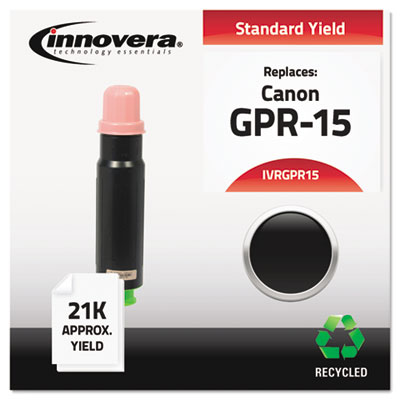 innovera®
technology essentials
Standard Yield
Replaces:
Canon
GPR-15
IVRGPR15
21K
APPROX.
YIELD
RECYCLED